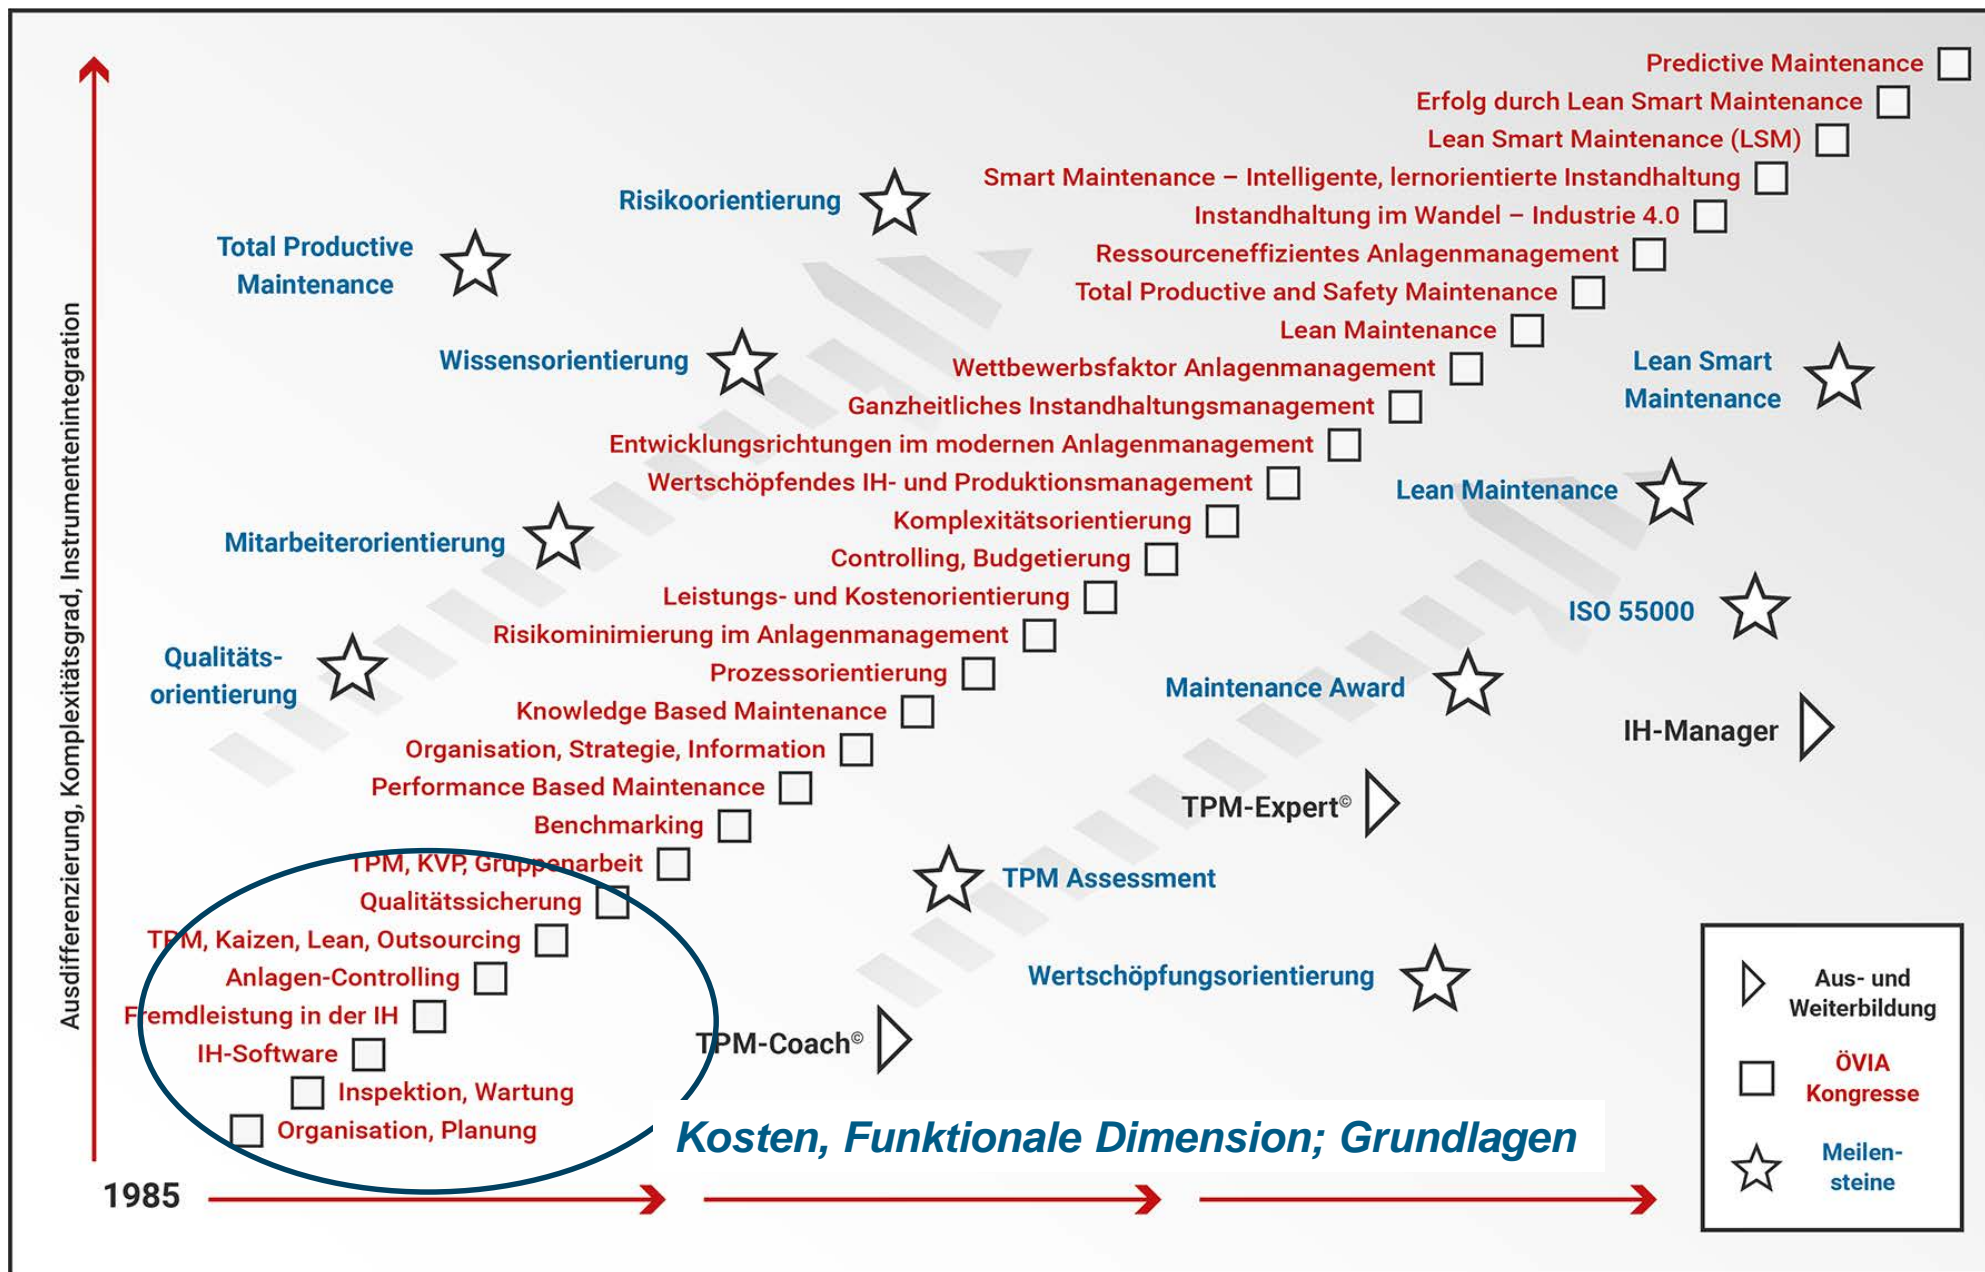 Predictive Maintenance
Erfolg durch Lean Smart Maintenance
Lean Smart Maintenance (LSM)
Smart Maintenance – Intelligente, lernorientierte Instandhaltung
Instandhaltung im Wandel – Industrie 4.0
Ressourceneffizientes Anlagenmanagement
Total Productive and Safety Maintenance
Lean Maintenance
Wettbewerbsfaktor Anlagenmanagement
Ganzheitliches Instandhaltungsmanagement
Entwicklungsrichtungen im modernen Anlagenmanagement
Wertschöpfendes IH- und Produktionsmanagement
Komplexitätsorientierung
Controlling, Budgetierung
Leistungs- und Kostenorientierung
Risikominimierung im Anlagenmanagement
Prozessorientierung
Knowledge Based Maintenance
Organisation, Strategie, Information
Performance Based Maintenance
Benchmarking
TPM, KVP, Gruppenarbeit
Qualitätssicherung
TPM, Kaizen, Lean, Outsourcing
Anlagen-Controlling
Fremdleistung in der IH
IH-Software
Inspektion, Wartung
Organisation, Planung
Risikoorientierung
Total Productive
Maintenance
Wissensorientierung
Mitarbeiterorientierung
Qualitäts-
orientierung
Lean Smart
Maintenance
Lean Maintenance
ISO 55000
Maintenance Award
IH-Manager
TPM-Expert©
TPM Assessment
Wertschöpfungsorientierung
TPM-Coach©
Kosten, Funktionale Dimension; Grundlagen
Ausdifferenzierung, Komplexitätsgrad, Instrumentenintegration
1985
Aus- und
Weiterbildung
ÖVIA
Kongresse
Meilen-
steine